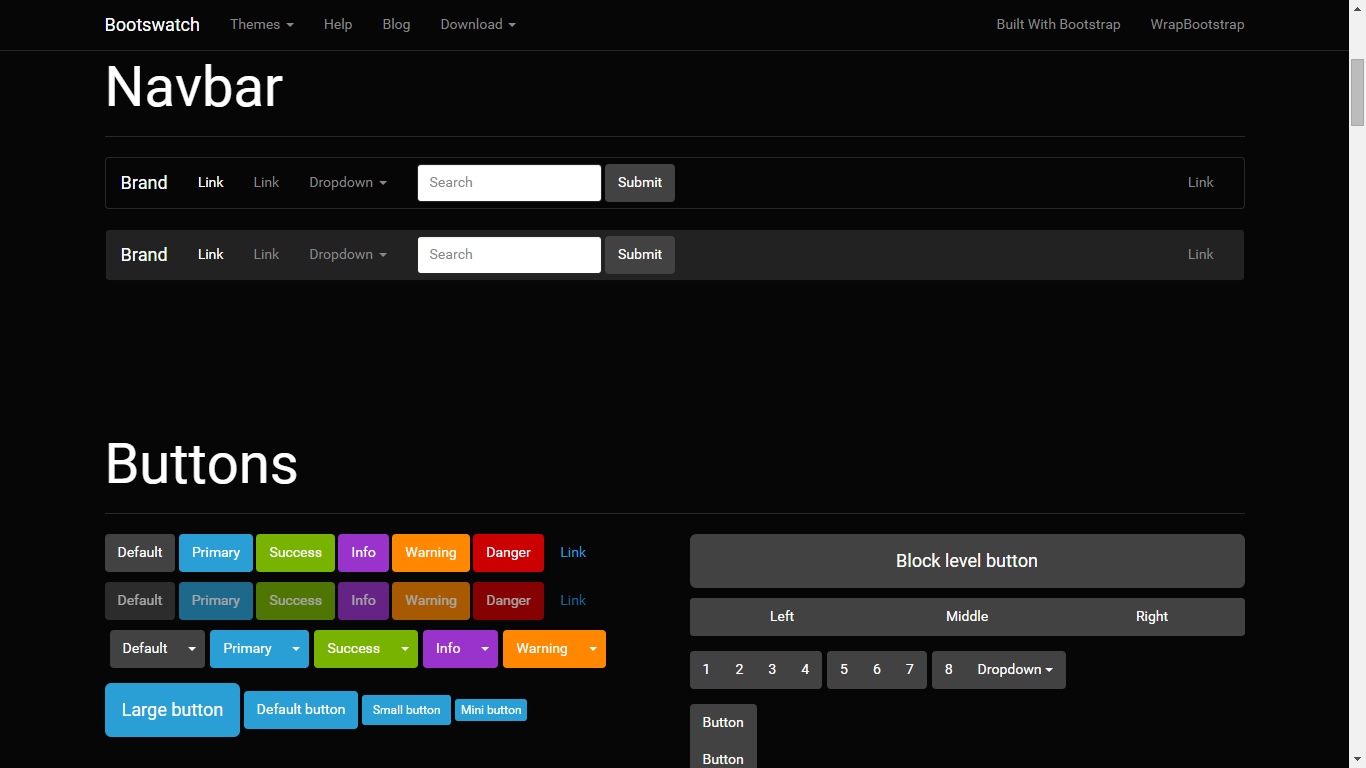 Bootswatch Themes Help Blog Download Built With Bootstrap WrapBootstrap
Navbar
Brand Link Link Dropdown Search Submit Link
Brand Link Link Dropdown Search Submit Link
Buttons
Default Primary Success Info Warning Danger Link
Default Primary Success Info Warning Danger Link
Default Primary Success Info Warning
Large button Default button Small button Mini button
Block level button
Left Middle Right
1 2 3 4 5 6 7 8 Dropdown
Button
Button